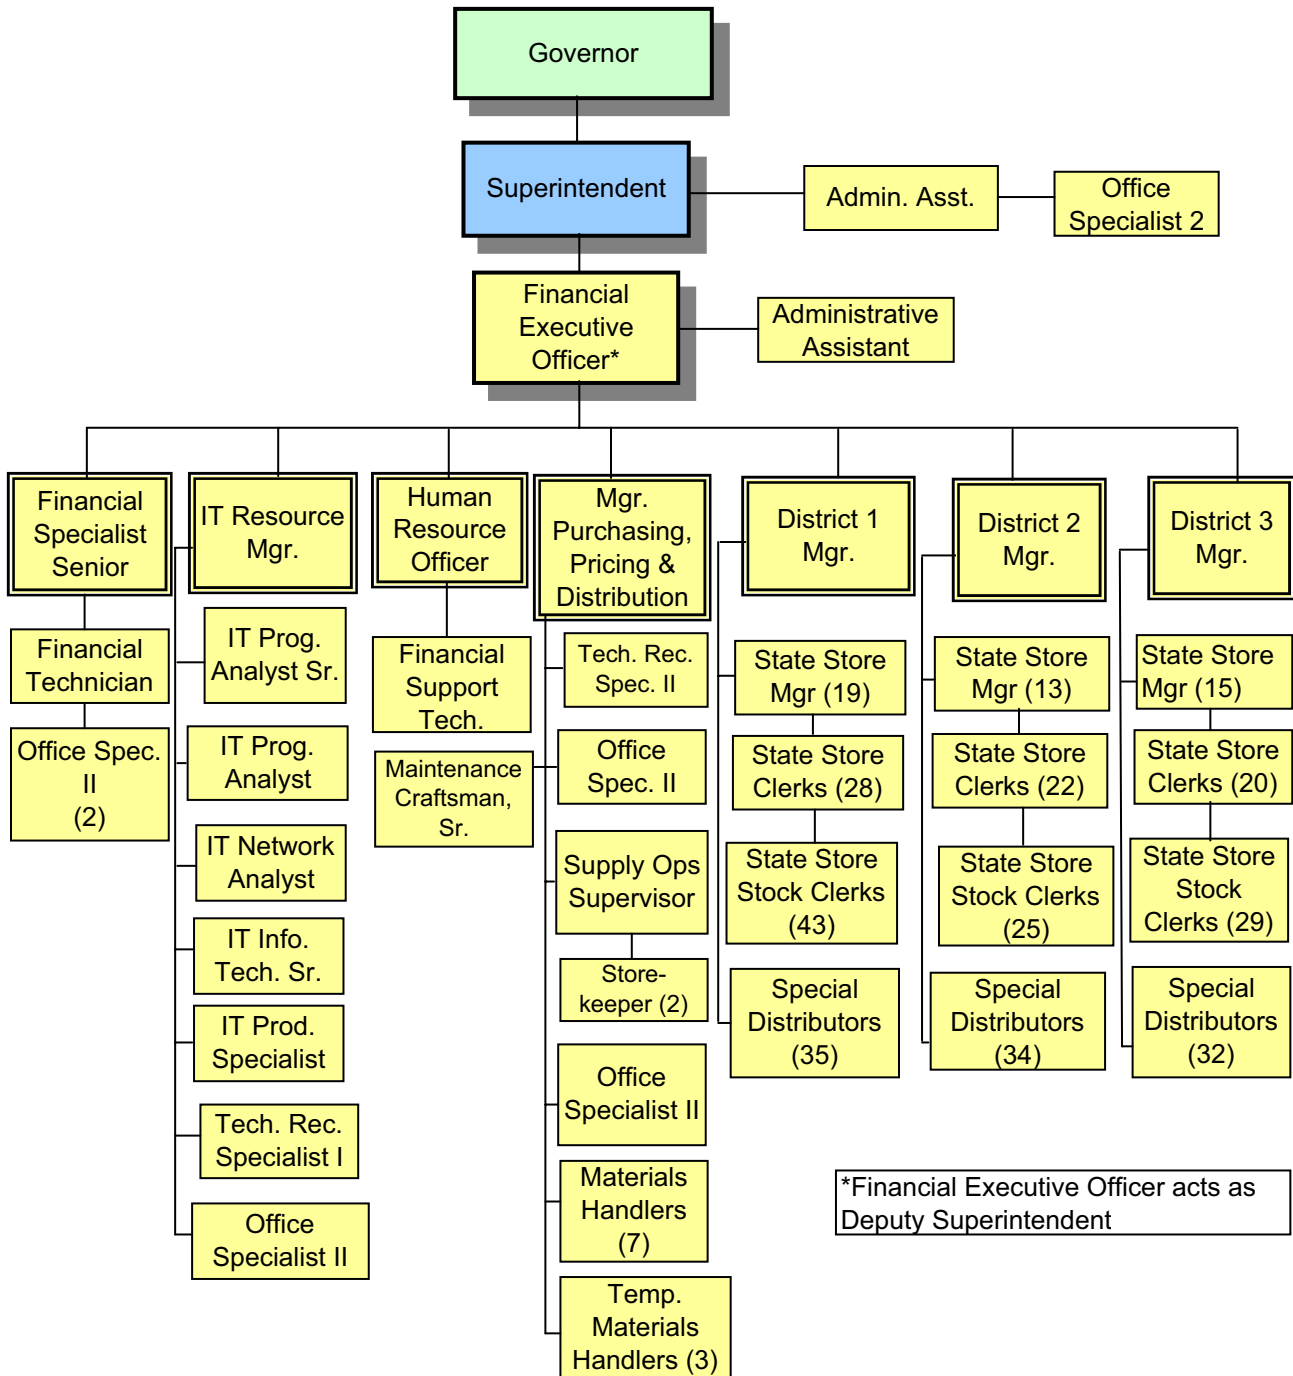 Governor
Superintendent
Admin. Asst.
Office
Specialist 2
Financial
Executive
Officer*
Administrative
Assistant
Financial
Specialist
Senior
IT Resource
Mgr.
Human
Resource
Officer
Mgr.
Purchasing,
Pricing &
Distribution
District 1
Mgr.
District 2
Mgr.
District 3
Mgr.
Financial
Technician
Office Spec.
II
(2)
IT Prog.
Analyst Sr.
IT Prog.
Analyst
IT Network
Analyst
IT Info.
Tech. Sr.
IT Prod.
Specialist
Tech. Rec.
Specialist I
Office
Specialist II
Financial
Support
Tech.
Maintenance
Craftsman,
Sr.
Tech. Rec.
Spec. II
Office
Spec. II
Supply Ops
Supervisor
Store-
keeper (2)
Office
Specialist II
Materials
Handlers
(7)
Temp.
Materials
Handlers (3)
State Store
Mgr (19)
State Store
Clerks (28)
State Store
Stock Clerks
(43)
Special
Distributors
(35)
State Store
Mgr (13)
State Store
Clerks (22)
State Store
Stock Clerks
(25)
Special
Distributors
(34)
State Store
Mgr (15)
State Store
Clerks (20)
State Store
Stock
Clerks (29)
Special
Distributors
(32)
*Financial Executive Officer acts as
Deputy Superintendent